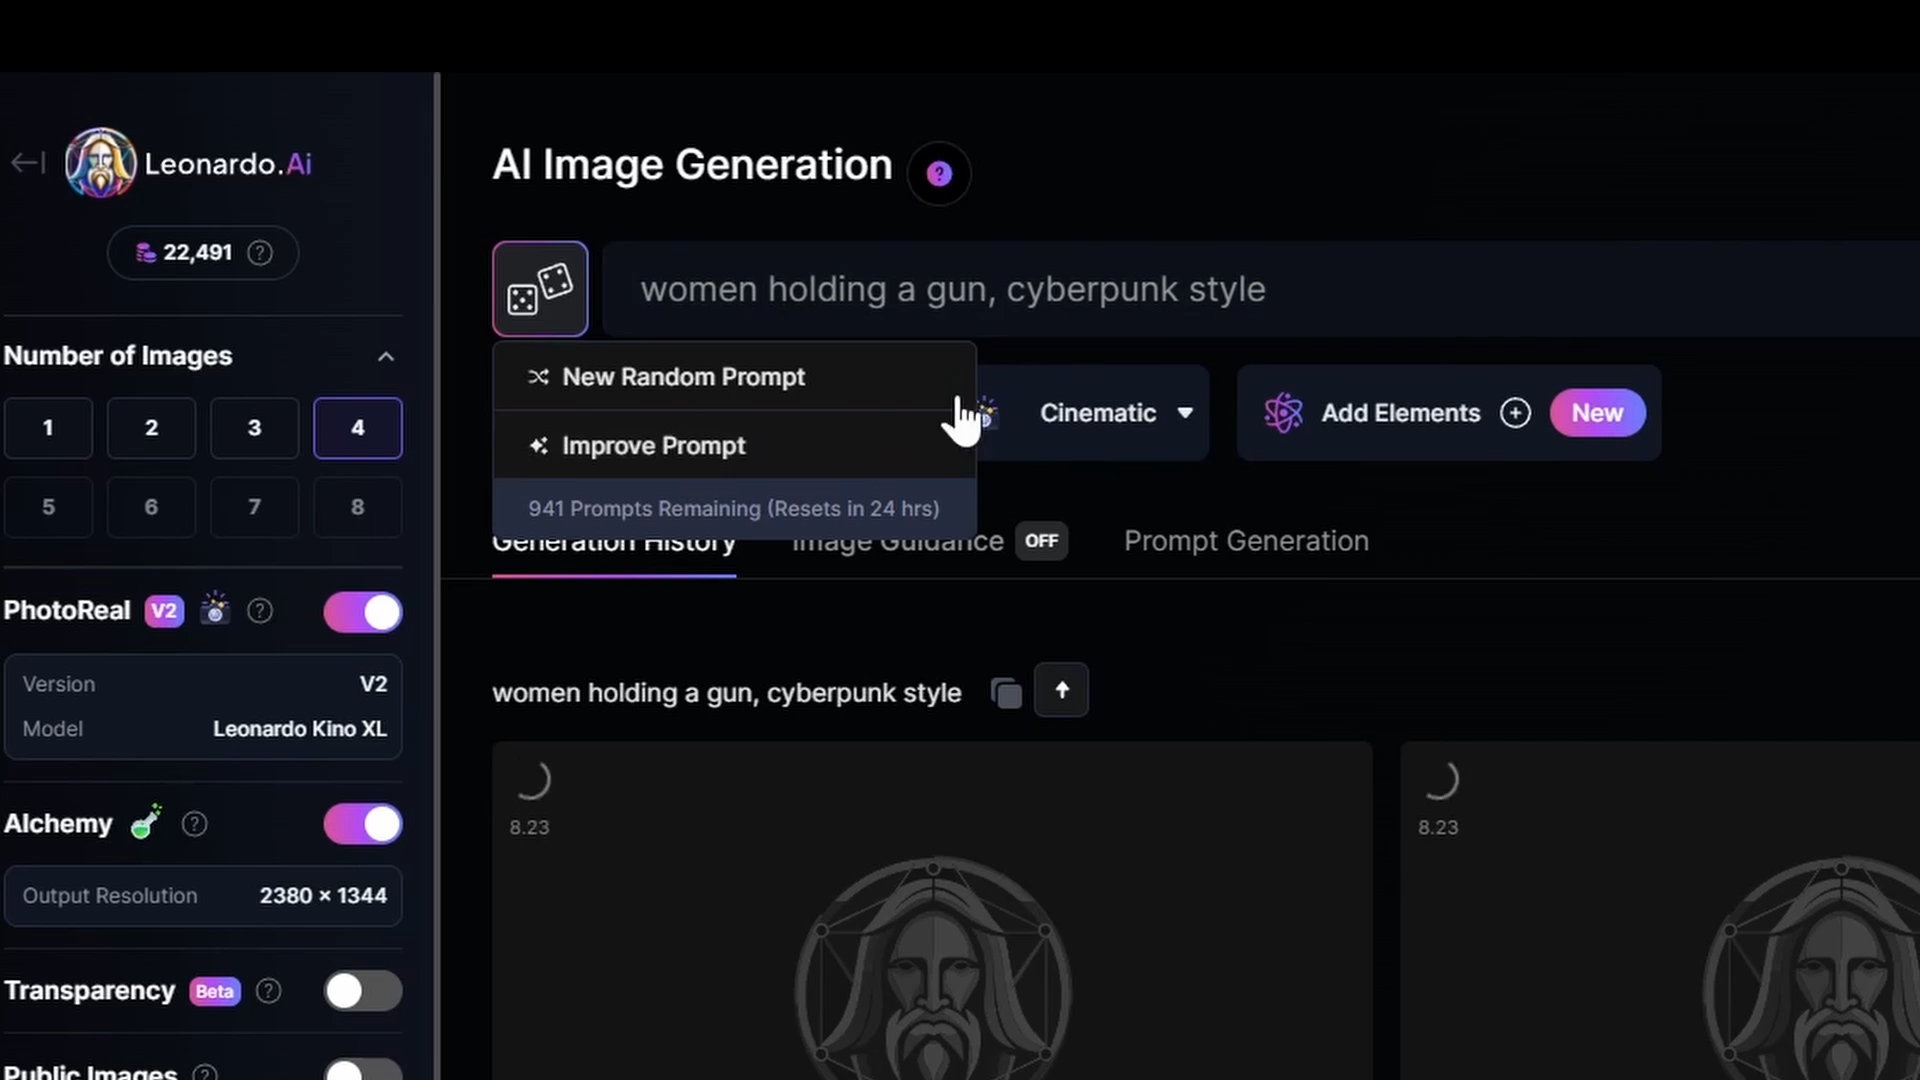 Leonardo.Ai
22,491
Number of Images
1 2 3 4
5 6 7 8
PhotoReal V2
Version V2
Model Leonardo Kino XL
Alchemy
Output Resolution 2380 × 1344
Transparency Beta
Public Images
AI Image Generation
women holding a gun, cyberpunk style
New Random Prompt
Improve Prompt
941 Prompts Remaining (Resets in 24 hrs)
Cinematic
Add Elements New
Generation History Image Guidance OFF Prompt Generation
women holding a gun, cyberpunk style
8.23 8.23